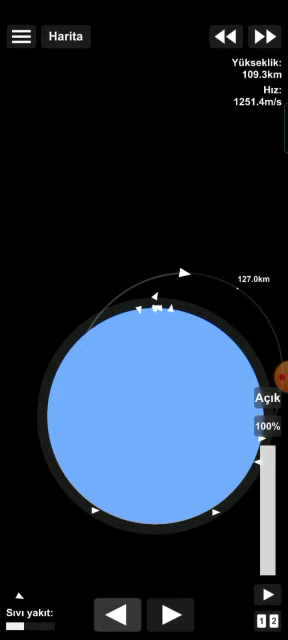 Harita
Yükseklik:
109.3km
Hız:
1251.4m/s
127.0km
Açık
100%
Sıvı yakıt:
1 2